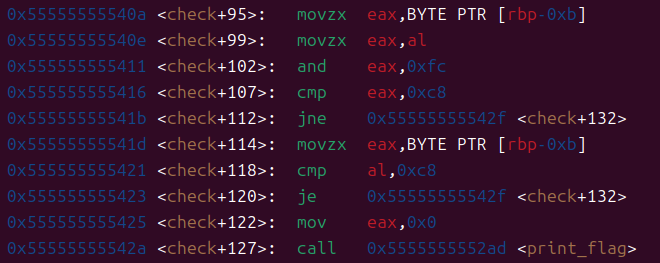 0x55555555540a <check+95>: movzx eax,BYTE PTR [rbp-0xb]
0x55555555540e <check+99>: movzx eax,al
0x555555555411 <check+102>: and eax,0xfc
0x555555555416 <check+107>: cmp eax,0xc8
0x55555555541b <check+112>: jne 0x55555555542f <check+132>
0x55555555541d <check+114>: movzx eax,BYTE PTR [rbp-0xb]
0x555555555421 <check+118>: cmp al,0xc8
0x555555555423 <check+120>: je 0x55555555542f <check+132>
0x555555555425 <check+122>: mov eax,0x0
0x55555555542a <check+127>: call 0x5555555552ad <print_flag>